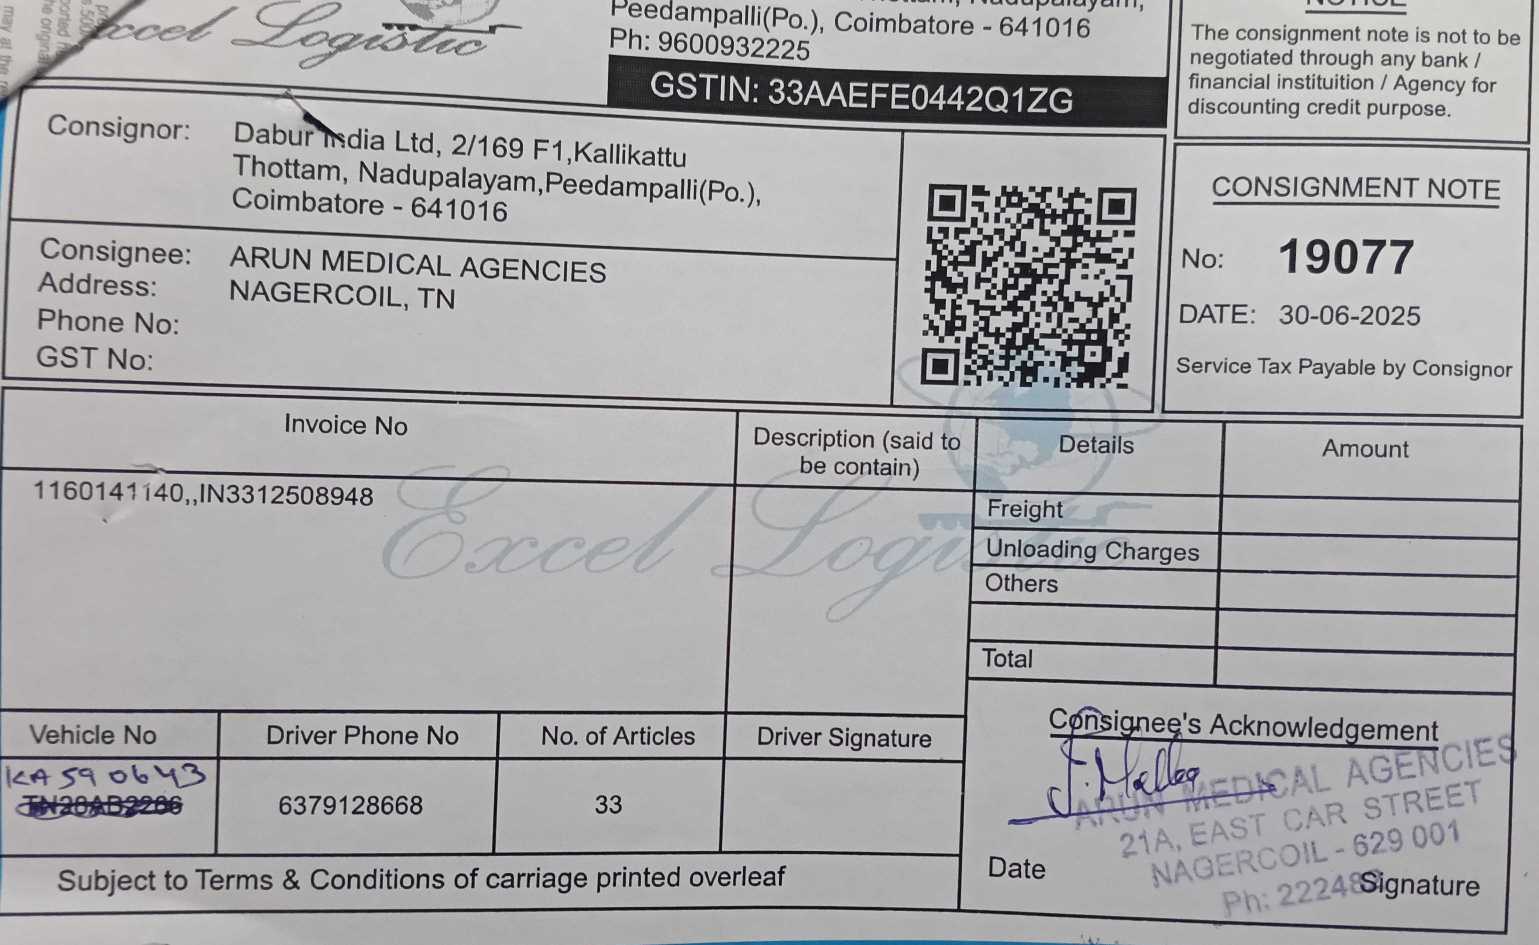 Excel Logistic
Peedampalli(Po.), Coimbatore - 641016
Ph: 9600932225
GSTIN: 33AAEFE0442Q1ZG
NOTICE
The consignment note is not to be
negotiated through any bank /
financial instituition / Agency for
discounting credit purpose.
Consignor: Dabur India Ltd, 2/169 F1,Kallikattu
Thottam, Nadupalayam,Peedampalli(Po.),
Coimbatore - 641016
Consignee: ARUN MEDICAL AGENCIES
Address: NAGERCOIL, TN
Phone No:
GST No:
CONSIGNMENT NOTE
No: 19077
DATE: 30-06-2025
Service Tax Payable by Consignor
Invoice No
Description (said to
be contain)
Details
Amount
1160141140,,IN3312508948
Excel Logistic
Freight
Unloading Charges
Others
Total
Vehicle No
Driver Phone No
No. of Articles
Driver Signature
KA 59 0643
TN20AB2266
6379128668
33
Consignee's Acknowledgement
ARUN MEDICAL AGENCIES
21A, EAST CAR STREET
NAGERCOIL - 629 001
Ph: 22248
Date
Signature
Subject to Terms & Conditions of carriage printed overleaf